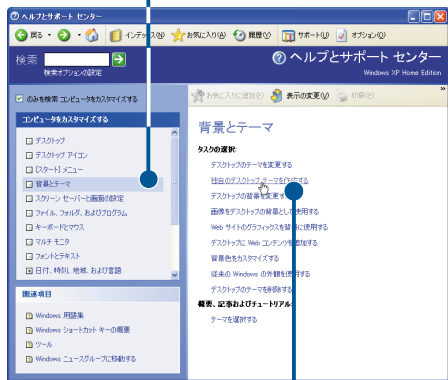 ヘルプとサポート センター
戻る インデックス(N) お気に入り(A) 履歴(V) サポート(U) オプション(O)
検索
検索オプションの設定
ヘルプとサポート センター
Windows XP Home Edition
のみを検索 コンピュータをカスタマイズする
お気に入りに追加(F) 表示の変更(V) 印刷(P)...
コンピュータをカスタマイズする
デスクトップ
デスクトップ アイコン
[スタート] メニュー
背景とテーマ
スクリーン セーバーと画面の設定
ファイル、フォルダ、およびプログラム
キーボードとマウス
マルチ モニタ
フォントとテキスト
日付、時刻、地域、および言語
関連項目
Windows 用語集
Windows ショートカット キーの概要
ツール
Windows ニュースグループに移動する
背景とテーマ
タスクの選択:
デスクトップのテーマを変更する
独自のデスクトップ テーマを作成する
デスクトップの背景を変更する
画像をデスクトップの背景として使用する
Web サイトのグラフィックスを背景に使用する
デスクトップに Web コンテンツを追加する
背景色をカスタマイズする
従来の Windows の外観を使用する
デスクトップのテーマを削除する
概要、記事およびチュートリアル:
テーマを選択する